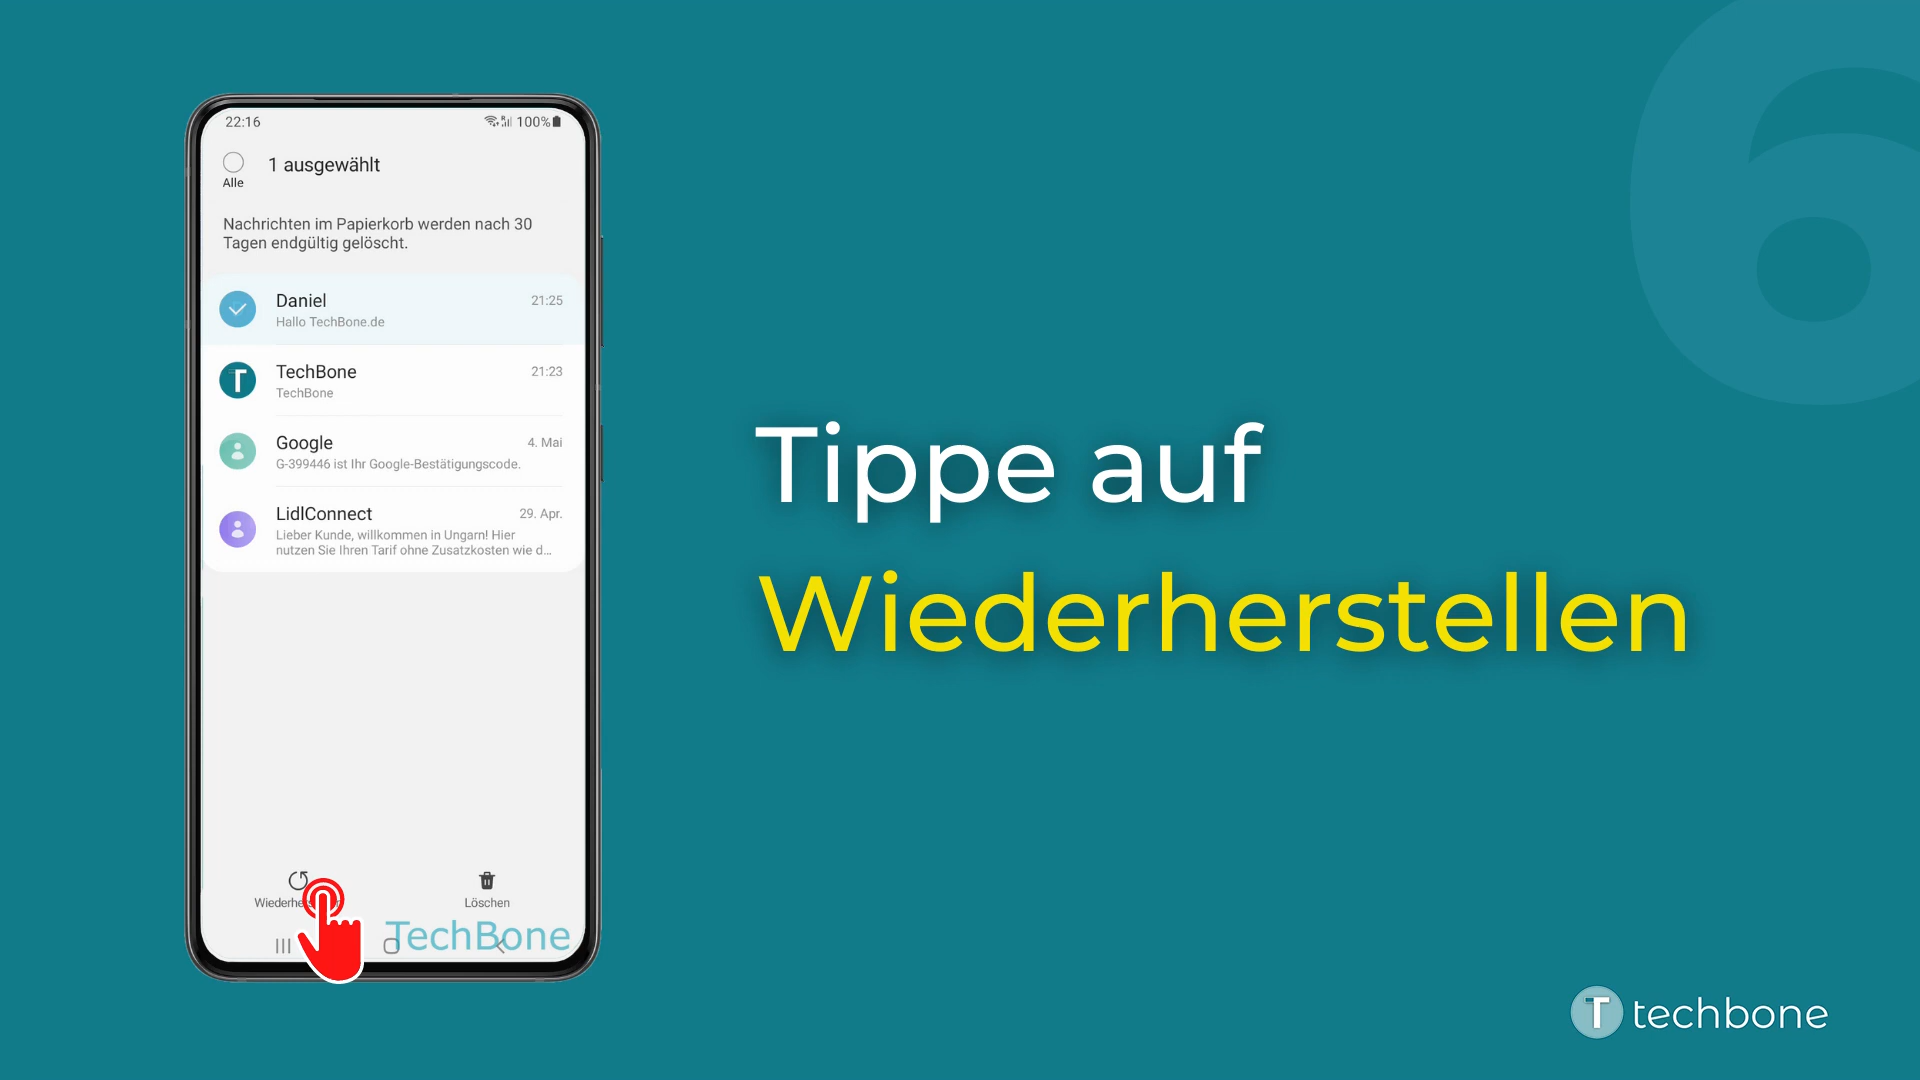 6
22:16
100%
1 ausgewählt
Alle
Nachrichten im Papierkorb werden nach 30
Tagen endgültig gelöscht.
Daniel
21:25
Hallo TechBone.de
TechBone
21:23
TechBone
Google
4. Mai
G-399446 ist Ihr Google-Bestätigungscode.
LidlConnect
29. Apr.
Lieber Kunde, willkommen in Ungarn! Hier
nutzen Sie Ihren Tarif ohne Zusatzkosten wie d...
Löschen
TechBone
Tippe auf
Wiederherstellen
T techbone